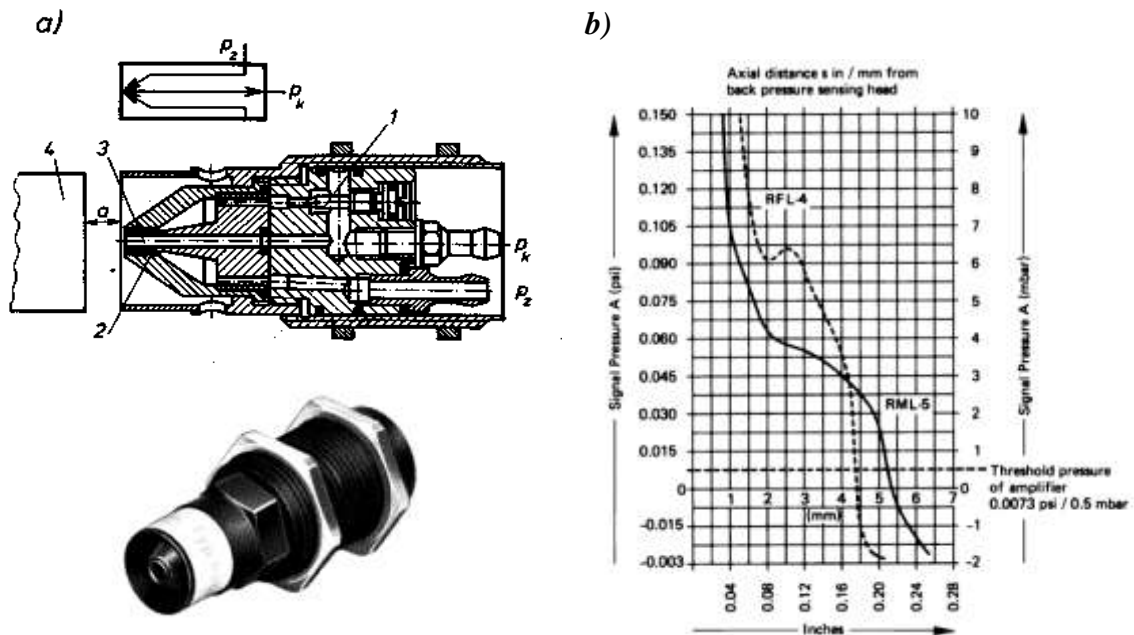 a)
p_z
p_k
1
4
3
a
2
p_k
p_z
b)
Axial distance s in / mm from
back pressure sensing head
0.150
0.135
0.120
0.105
0.090
0.075
0.060
0.045
0.030
0.015
0
-0.015
-0.003
Signal Pressure A (psi)
RFL-4
RML-5
10
9
8
7
6
5
4
3
2
1
0
-1
-2
Signal Pressure A (mbar)
Threshold pressure
of amplifier
0.0073 psi / 0.5 mbar
1 2 3 4 5 6 7
(mm)
0.04 0.08 0.12 0.16 0.20 0.24 0.28
Inches